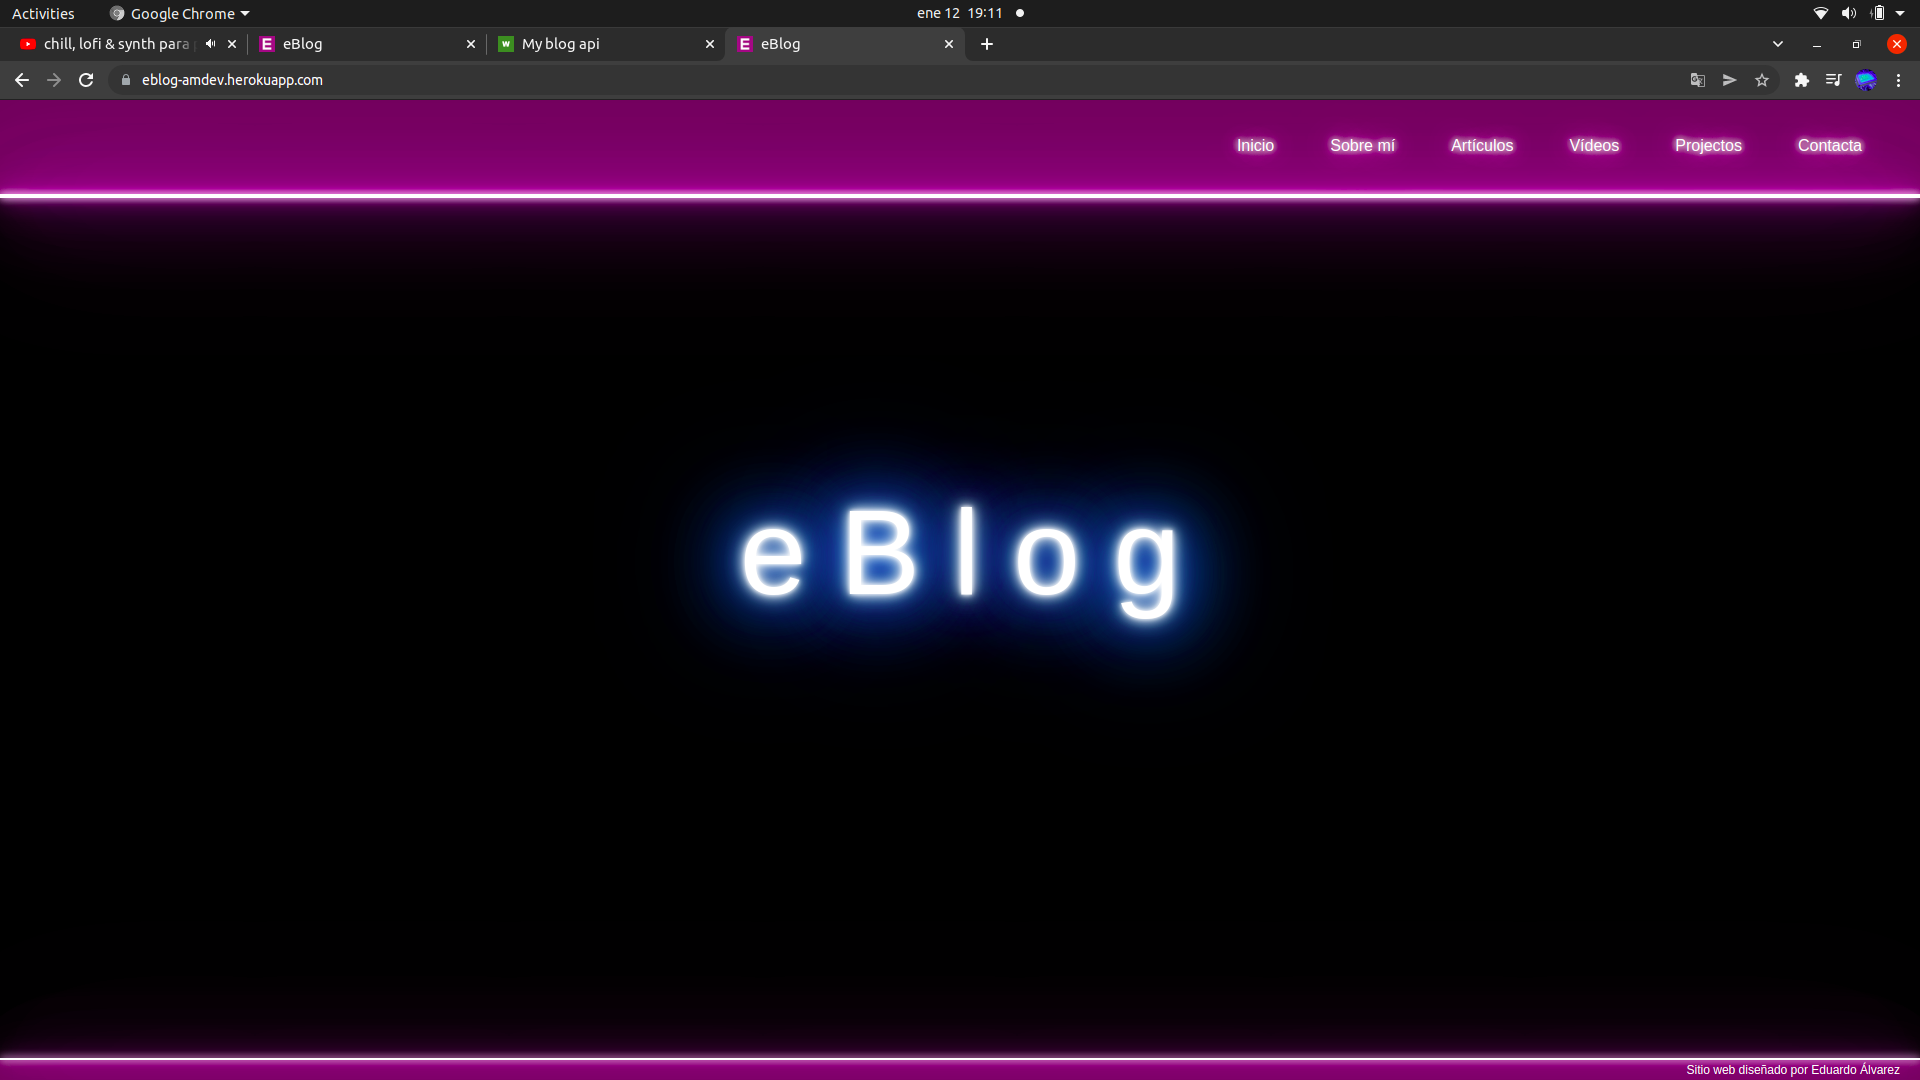 Activities Google Chrome ene 12 19:11
chill, lofi & synth para eBlog My blog api eBlog
eblog-amdev.herokuapp.com
Inicio Sobre mí Artículos Vídeos Projectos Contacta
eBlog
Sitio web diseñado por Eduardo Álvarez